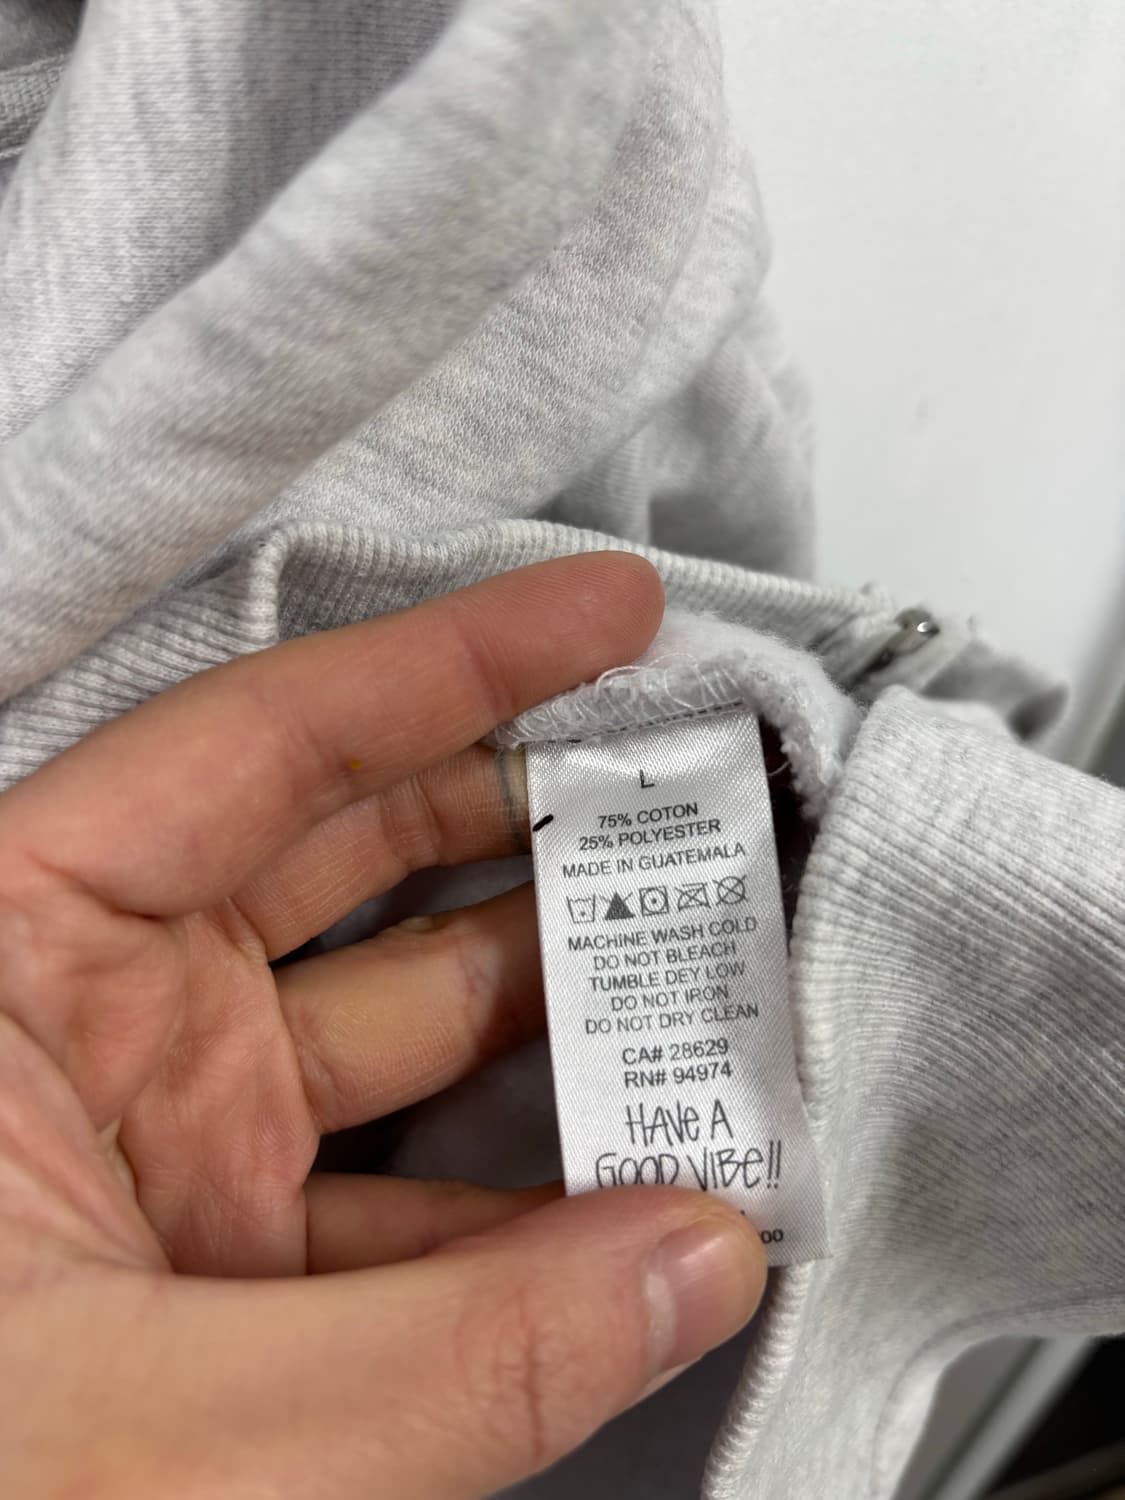 L
75% COTON
25% POLYESTER
MADE IN GUATEMALA
MACHINE WASH COLD
DO NOT BLEACH
TUMBLE DEY LOW
DO NOT IRON
DO NOT DRY CLEAN
CA# 28629
RN# 94974
HAVE A
GOOD VIBE!!
00